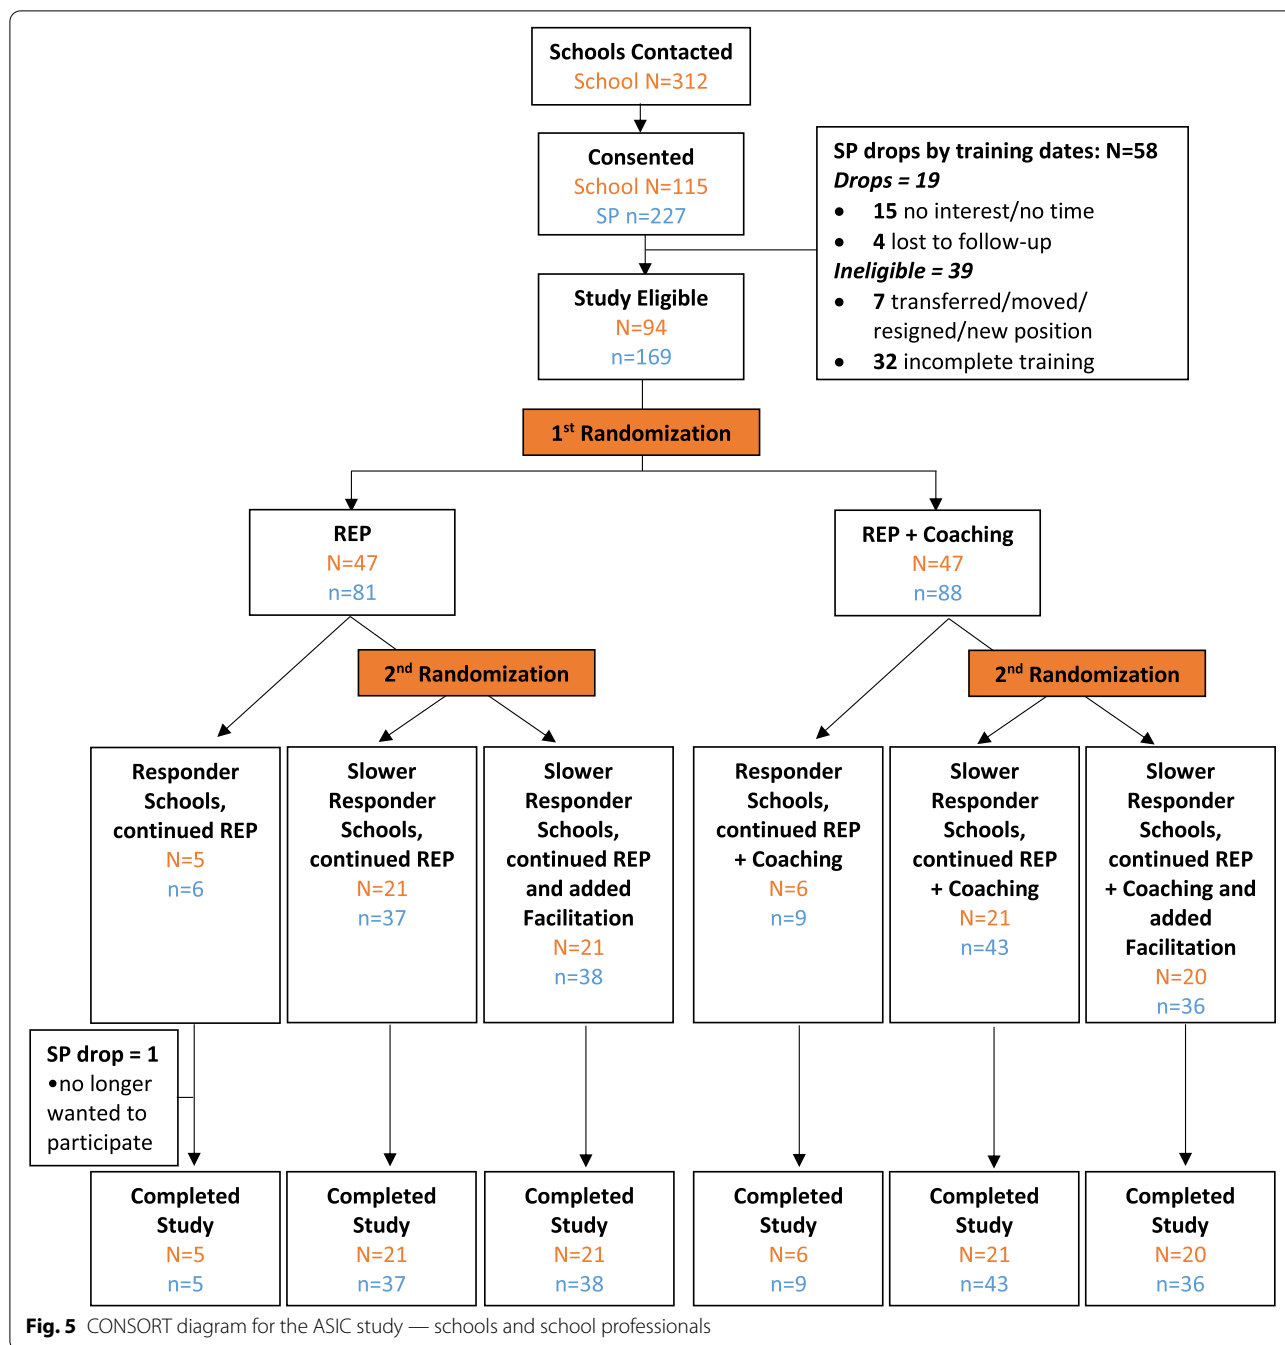 Schools Contacted
School N=312
Consented
School N=115
SP n=227
SP drops by training dates: N=58
Drops = 19
• 15 no interest/no time
• 4 lost to follow-up
Ineligible = 39
• 7 transferred/moved/
resigned/new position
• 32 incomplete training
Study Eligible
N=94
n=169
1st Randomization
REP
N=47
n=81
REP + Coaching
N=47
n=88
2nd Randomization
2nd Randomization
Responder
Schools,
continued REP
N=5
n=6
Slower
Responder
Schools,
continued REP
N=21
n=37
Slower
Responder
Schools,
continued REP
and added
Facilitation
N=21
n=38
Responder
Schools,
continued REP
+ Coaching
N=6
n=9
Slower
Responder
Schools,
continued REP
+ Coaching
N=21
n=43
Slower
Responder
Schools,
continued REP
+ Coaching and
added
Facilitation
N=20
n=36
SP drop = 1
•no longer
wanted to
participate
Completed
Study
N=5
n=5
Completed
Study
N=21
n=37
Completed
Study
N=21
n=38
Completed
Study
N=6
n=9
Completed
Study
N=21
n=43
Completed
Study
N=20
n=36
Fig. 5 CONSORT diagram for the ASIC study — schools and school professionals